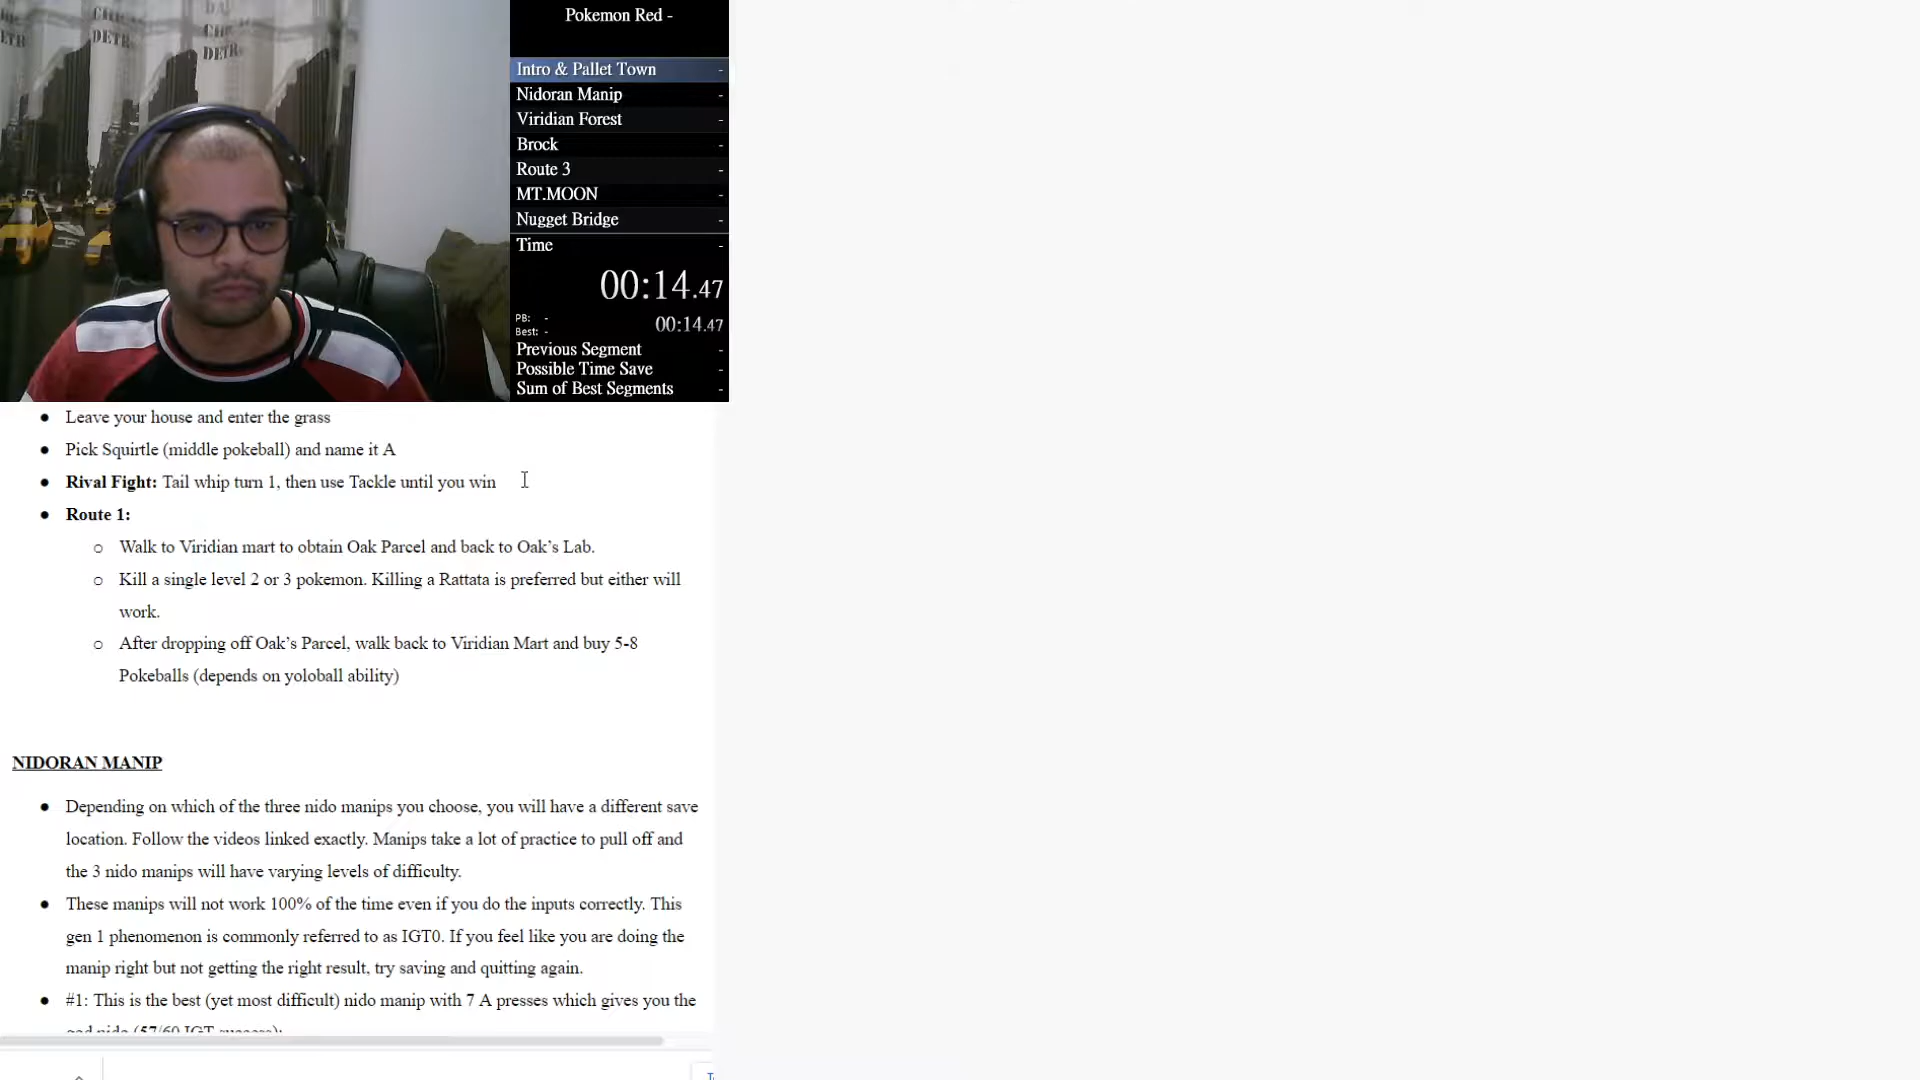 DETR
DETR
DETR
Pokemon Red -
Intro & Pallet Town -
Nidoran Manip -
Viridian Forest -
Brock -
Route 3 -
MT.MOON -
Nugget Bridge -
Time -
00:14.47
PB: -
00:14.47
Best: -
Previous Segment -
Possible Time Save -
Sum of Best Segments -
● Leave your house and enter the grass
● Pick Squirtle (middle pokeball) and name it A
● Rival Fight: Tail whip turn 1, then use Tackle until you win
● Route 1:
○ Walk to Viridian mart to obtain Oak Parcel and back to Oak’s Lab.
○ Kill a single level 2 or 3 pokemon. Killing a Rattata is preferred but either will
work.
○ After dropping off Oak’s Parcel, walk back to Viridian Mart and buy 5-8
Pokeballs (depends on yoloball ability)
NIDORAN MANIP
● Depending on which of the three nido manips you choose, you will have a different save
location. Follow the videos linked exactly. Manips take a lot of practice to pull off and
the 3 nido manips will have varying levels of difficulty.
● These manips will not work 100% of the time even if you do the inputs correctly. This
gen 1 phenomenon is commonly referred to as IGT0. If you feel like you are doing the
manip right but not getting the right result, try saving and quitting again.
● #1: This is the best (yet most difficult) nido manip with 7 A presses which gives you the
god nido (57/60 IGT success):